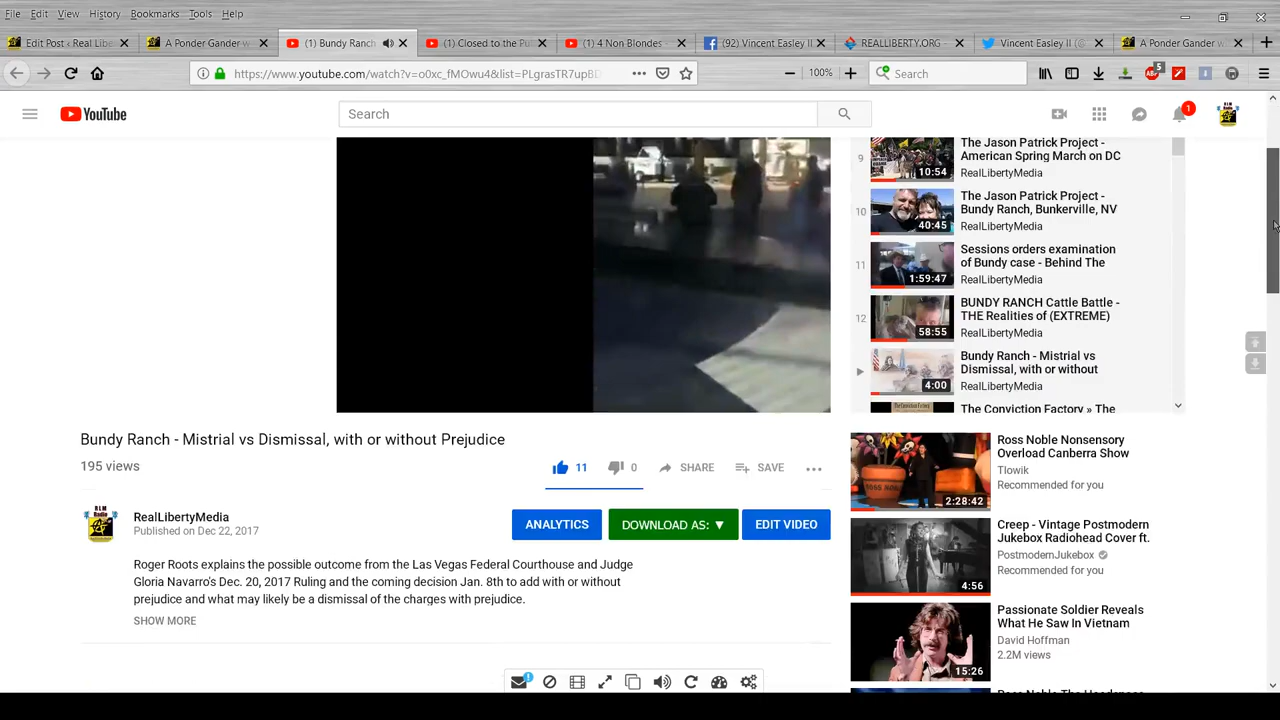 File Edit View History Bookmarks Tools Help
Edit Post ‹ Real Libe
A Ponder Gander w
(1) Bundy Ranch
(1) Closed to the Pu
(1) 4 Non Blondes -
(92) Vincent Easley II
REALLIBERTY.ORG -
Vincent Easley II (@
A Ponder Gander w
100%
Search
5
YouTube
Search
1
9
The Jason Patrick Project -
American Spring March on DC
RealLibertyMedia
10:54
10
The Jason Patrick Project -
Bundy Ranch, Bunkerville, NV
RealLibertyMedia
40:45
11
Sessions orders examination
of Bundy case - Behind The
RealLibertyMedia
1:59:47
12
BUNDY RANCH Cattle Battle -
THE Realities of (EXTREME)
RealLibertyMedia
58:55
Bundy Ranch - Mistrial vs
Dismissal, with or without
RealLibertyMedia
4:00
The Conviction Factory » The
Bundy Ranch - Mistrial vs Dismissal, with or without Prejudice
195 views
11
0
SHARE
SAVE
RealLibertyMedia
Published on Dec 22, 2017
ANALYTICS
DOWNLOAD AS: ▼
EDIT VIDEO
Roger Roots explains the possible outcome from the Las Vegas Federal Courthouse and Judge
Gloria Navarro's Dec. 20, 2017 Ruling and the coming decision Jan. 8th to add with or without
prejudice and what may likely be a dismissal of the charges with prejudice.
SHOW MORE
Ross Noble Nonsensory
Overload Canberra Show
Tlowik
Recommended for you
2:28:42
Creep - Vintage Postmodern
Jukebox Radiohead Cover ft.
PostmodernJukebox
Recommended for you
4:56
Passionate Soldier Reveals
What He Saw In Vietnam
David Hoffman
2.2M views
15:26